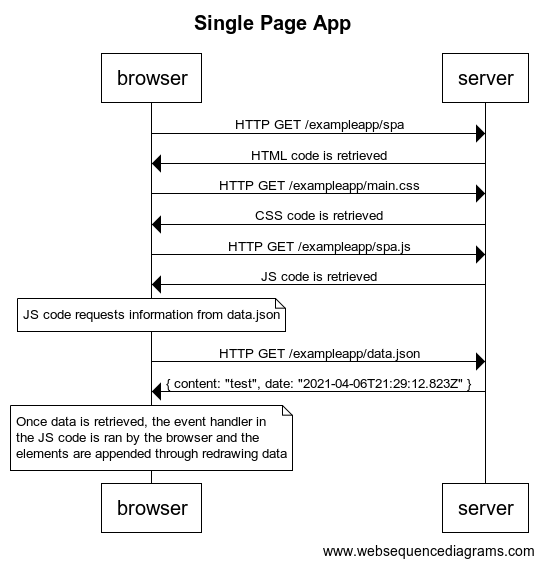 Single Page App
browser
server
HTTP GET /exampleapp/spa
HTML code is retrieved
HTTP GET /exampleapp/main.css
CSS code is retrieved
HTTP GET /exampleapp/spa.js
JS code is retrieved
JS code requests information from data.json
HTTP GET /exampleapp/data.json
{ content: "test", date: "2021-04-06T21:29:12.823Z" }
Once data is retrieved, the event handler in
the JS code is ran by the browser and the
elements are appended through redrawing data
browser
server
www.websequencediagrams.com